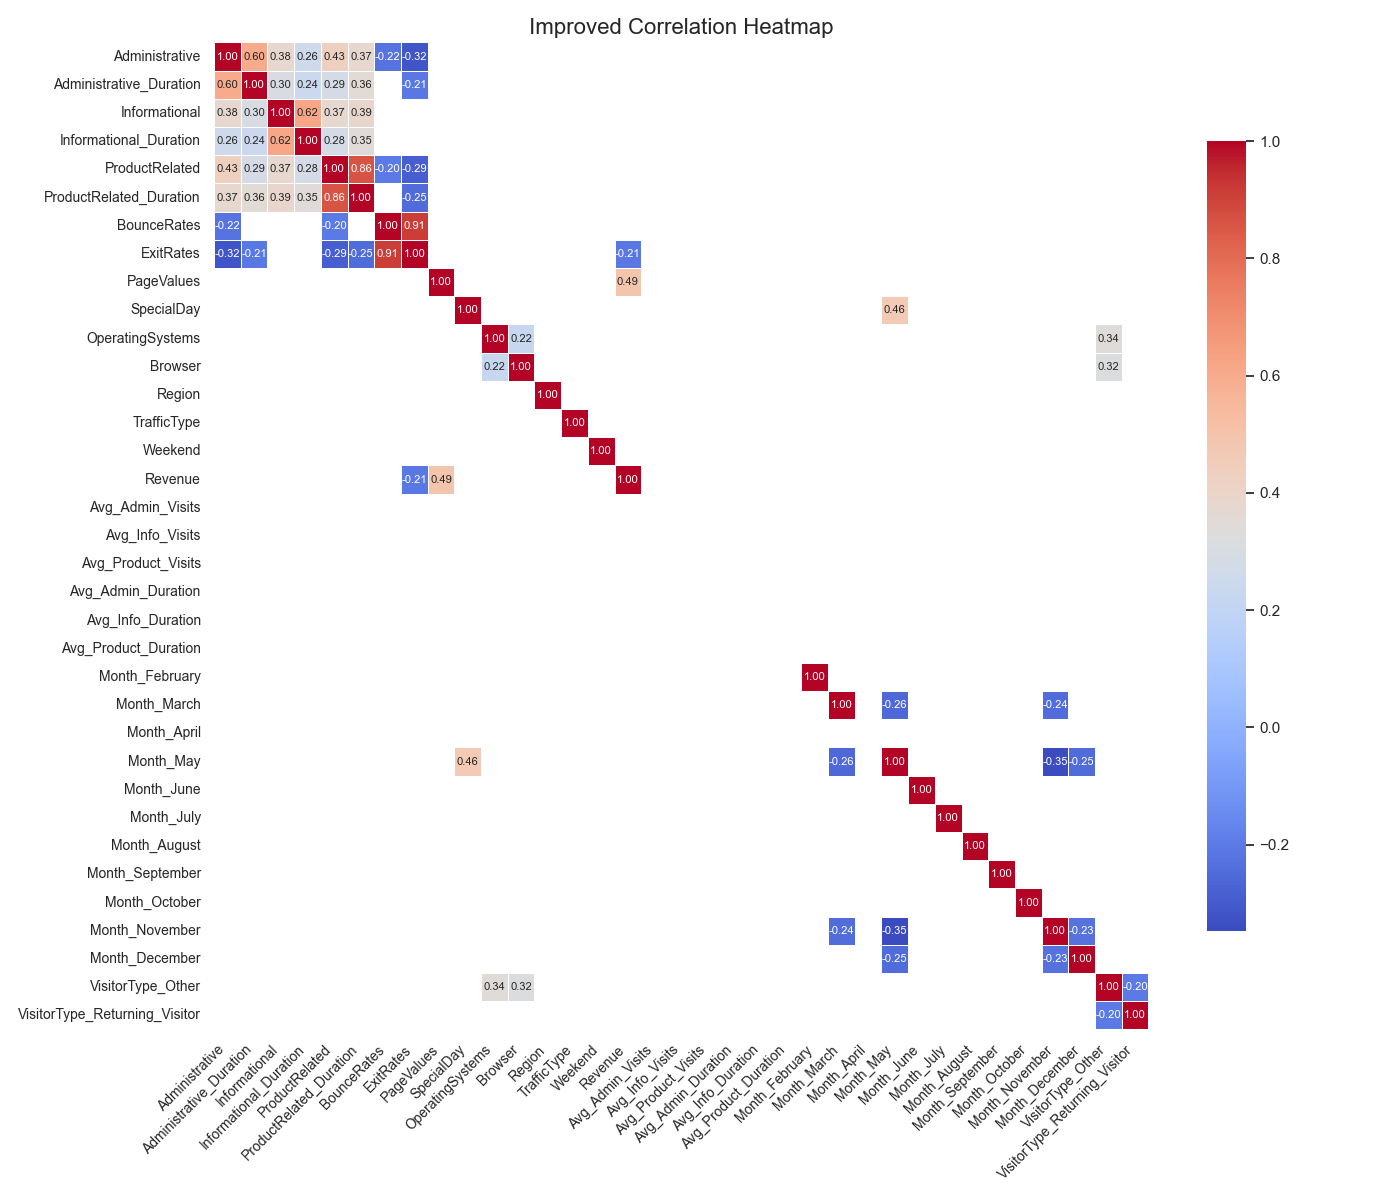 Improved Correlation Heatmap
Administrative 1.00 0.60 0.38 0.26 0.43 0.37 -0.22 -0.32
Administrative_Duration 0.60 1.00 0.30 0.24 0.29 0.36 -0.21
Informational 0.38 0.30 1.00 0.62 0.37 0.39
Informational_Duration 0.26 0.24 0.62 1.00 0.28 0.35
ProductRelated 0.43 0.29 0.37 0.28 1.00 0.86 -0.20 -0.29
ProductRelated_Duration 0.37 0.36 0.39 0.35 0.86 1.00 -0.25
BounceRates -0.22 -0.20 1.00 0.91
ExitRates -0.32 -0.21 -0.29 -0.25 0.91 1.00 -0.21
PageValues 1.00 0.49
SpecialDay 1.00 0.46
OperatingSystems 1.00 0.22 0.34
Browser 0.22 1.00 0.32
Region 1.00
TrafficType 1.00
Weekend 1.00
Revenue -0.21 0.49 1.00
Avg_Admin_Visits
Avg_Info_Visits
Avg_Product_Visits
Avg_Admin_Duration
Avg_Info_Duration
Avg_Product_Duration
Month_February 1.00
Month_March 1.00 -0.26 -0.24
Month_April
Month_May 0.46 -0.26 1.00 -0.35 -0.25
Month_June 1.00
Month_July 1.00
Month_August 1.00
Month_September 1.00
Month_October 1.00
Month_November -0.24 -0.35 1.00 -0.23
Month_December -0.25 -0.23 1.00
VisitorType_Other 0.34 0.32 1.00 -0.20
VisitorType_Returning_Visitor -0.20 1.00
Administrative
Administrative_Duration
Informational
Informational_Duration
ProductRelated
ProductRelated_Duration
BounceRates
ExitRates
PageValues
SpecialDay
OperatingSystems
Browser
Region
TrafficType
Weekend
Revenue
Avg_Admin_Visits
Avg_Info_Visits
Avg_Product_Visits
Avg_Admin_Duration
Avg_Info_Duration
Avg_Product_Duration
Month_February
Month_March
Month_April
Month_May
Month_June
Month_July
Month_August
Month_September
Month_October
Month_November
Month_December
VisitorType_Other
VisitorType_Returning_Visitor
1.0
0.8
0.6
0.4
0.2
0.0
−0.2